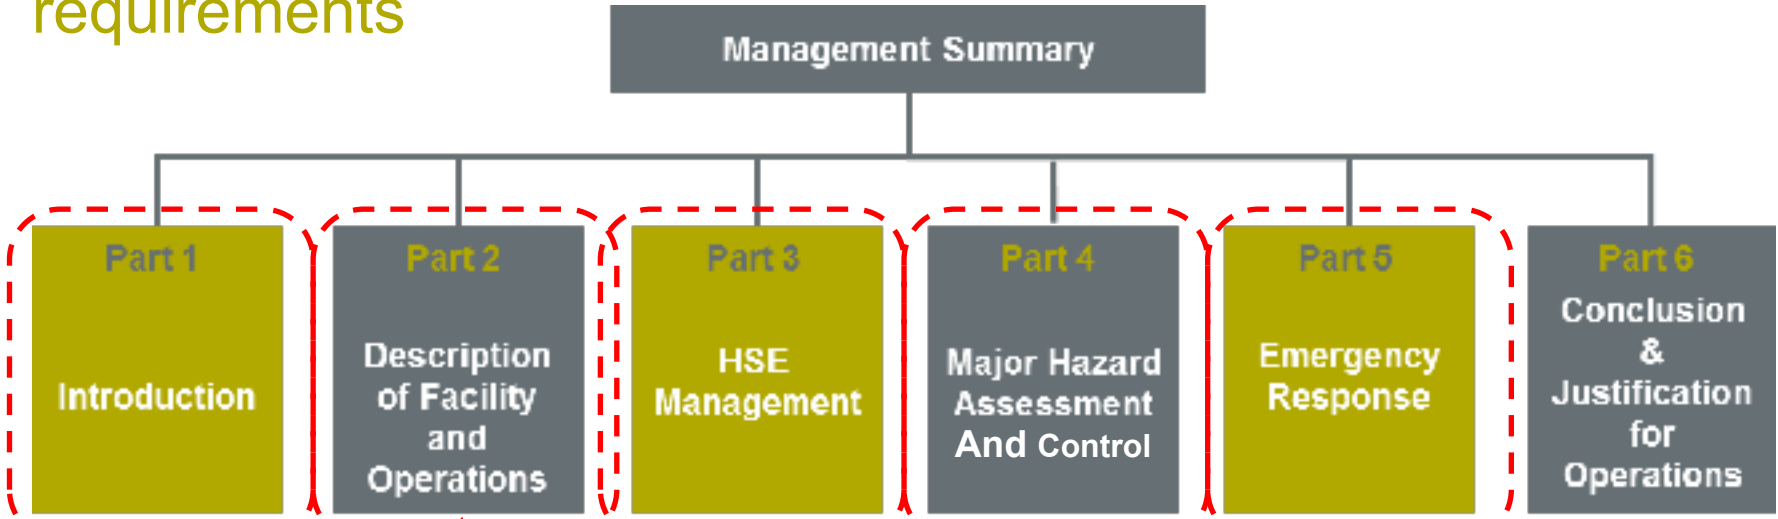 requirements
Management Summary
Part 1
Introduction
Part 2
Description
of Facility
and
Operations
Part 3
HSE
Management
Part 4
Major Hazard
Assessment
And Control
Part 5
Emergency
Response
Part 6
Conclusion
&
Justification
for
Operations